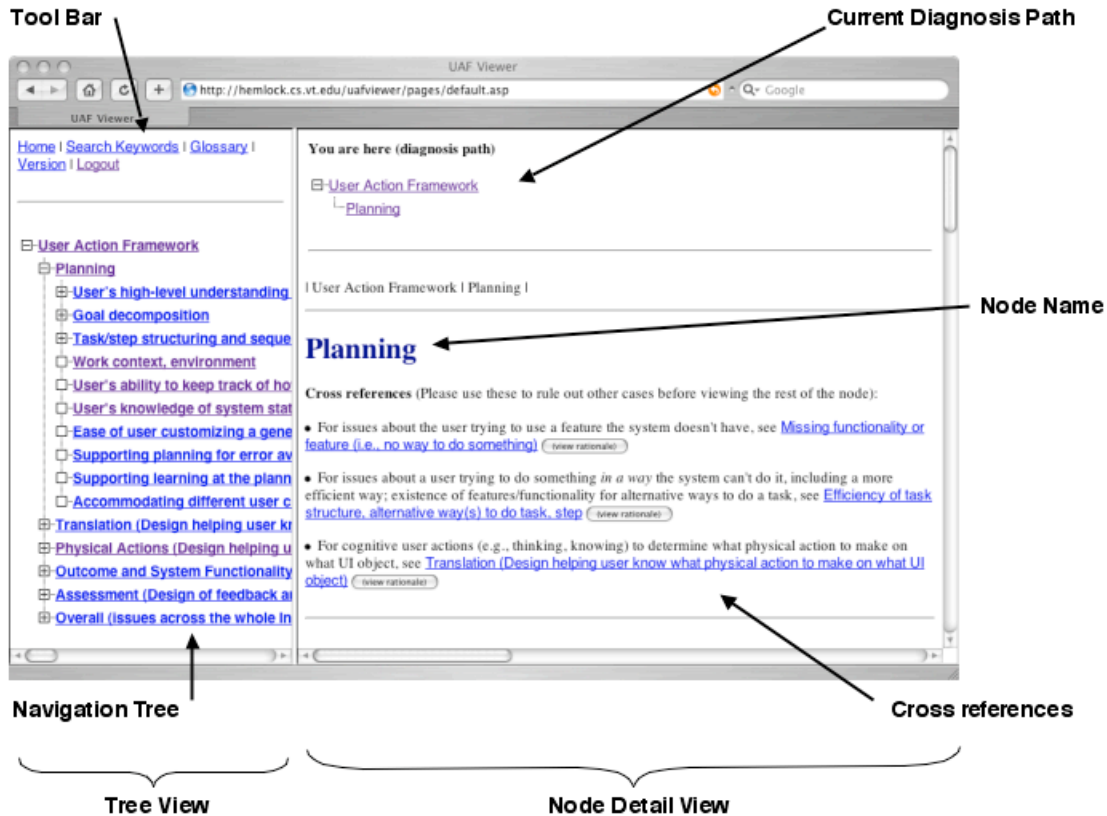 Tool Bar
Current Diagnosis Path
UAF Viewer
http://hemlock.cs.vt.edu/uafviewer/pages/default.asp
Google
UAF Viewer
Home | Search Keywords | Glossary |
Version | Logout
User Action Framework
Planning
User's high-level understanding
Goal decomposition
Task/step structuring and seque
Work context, environment
User's ability to keep track of ho
User's knowledge of system stat
Ease of user customizing a gene
Supporting planning for error av
Supporting learning at the plann
Accommodating different user c
Translation (Design helping user kr
Physical Actions (Design helping u
Outcome and System Functionality
Assessment (Design of feedback ar
Overall (issues across the whole In
You are here (diagnosis path)
User Action Framework
Planning
| User Action Framework | Planning |
Node Name
Planning
Cross references (Please use these to rule out other cases before viewing the rest of the node):
• For issues about the user trying to use a feature the system doesn't have, see Missing functionality or
feature (i.e., no way to do something) (view rationale)
• For issues about a user trying to do something in a way the system can't do it, including a more
efficient way; existence of features/functionality for alternative ways to do a task, see Efficiency of task
structure, alternative way(s) to do task, step (view rationale)
• For cognitive user actions (e.g., thinking, knowing) to determine what physical action to make on
what UI object, see Translation (Design helping user know what physical action to make on what UI
object) (view rationale)
Navigation Tree
Cross references
Tree View
Node Detail View